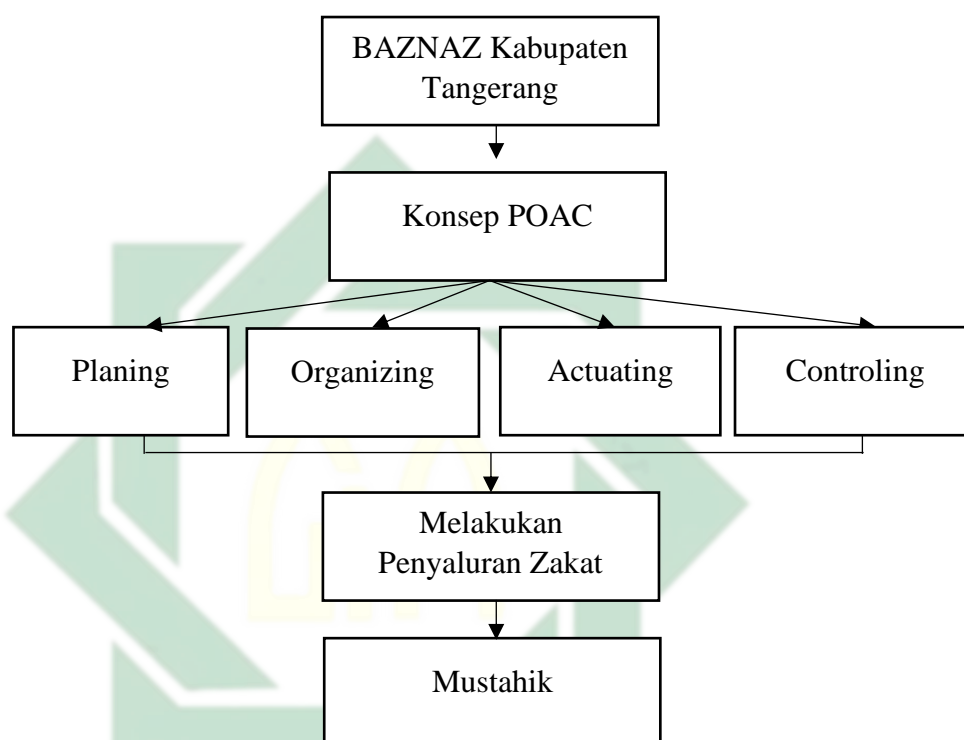 BAZNAZ Kabupaten
Tangerang
Konsep POAC
Planing
Organizing
Actuating
Controling
Melakukan
Penyaluran Zakat
Mustahik